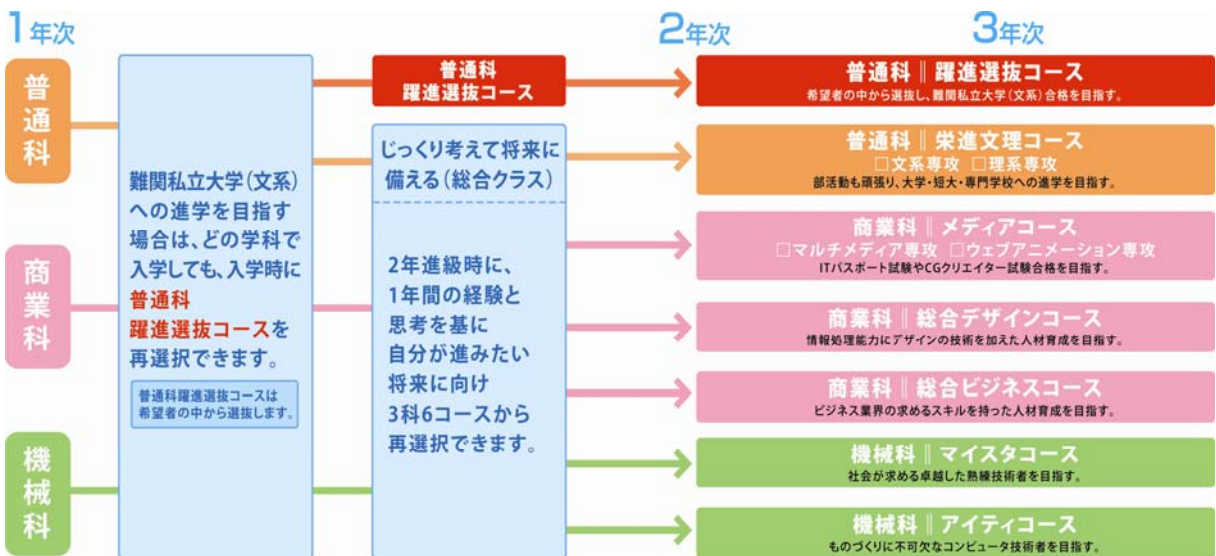 1年次
2年次
3年次
普通科
商業科
機械科
難関私立大学(文系)
への進学を目指す
場合は、どの学科で
入学しても、入学時に
普通科
躍進選抜コースを
再選択できます。
普通科躍進選抜コースは
希望者の中から選抜します。
普通科
躍進選抜コース
じっくり考えて将来に
備える(総合クラス)
2年進級時に、
1年間の経験と
思考を基に
自分が進みたい
将来に向け
3科6コースから
再選択できます。
普通科||躍進選抜コース
希望者の中から選抜し、難関私立大学(文系)合格を目指す。
普通科||栄進文理コース
□文系専攻 □理系専攻
部活動も頑張り、大学・短大・専門学校への進学を目指す。
商業科||メディアコース
□マルチメディア専攻 □ウェブアニメーション専攻
ITパスポート試験やCGクリエイター試験合格を目指す。
商業科||総合デザインコース
情報処理能力にデザインの技術を加えた人材育成を目指す。
商業科||総合ビジネスコース
ビジネス業界の求めるスキルを持った人材育成を目指す。
機械科||マイスタコース
社会が求める卓越した熟練技術者を目指す。
機械科||アイティコース
ものづくりに不可欠なコンピュータ技術者を目指す。